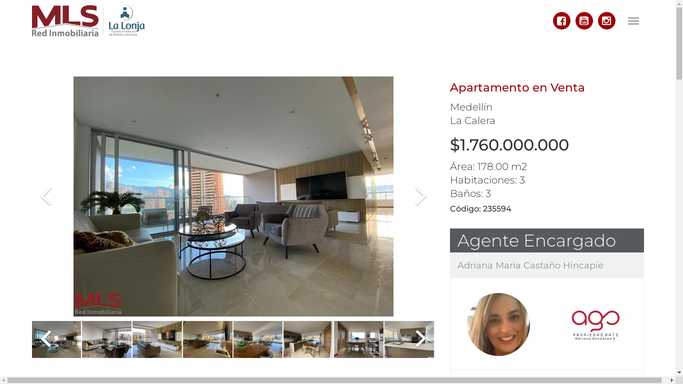 MLS
Red Inmobiliaria
La Lonja
Apartamento en Venta
Medellín
La Calera
$1.760.000.000
Área: 178.00 m2
Habitaciones: 3
Baños: 3
Código: 235594
MLS
Red Inmobiliaria
Agente Encargado
Adriana Maria Castaño Hincapie
ago